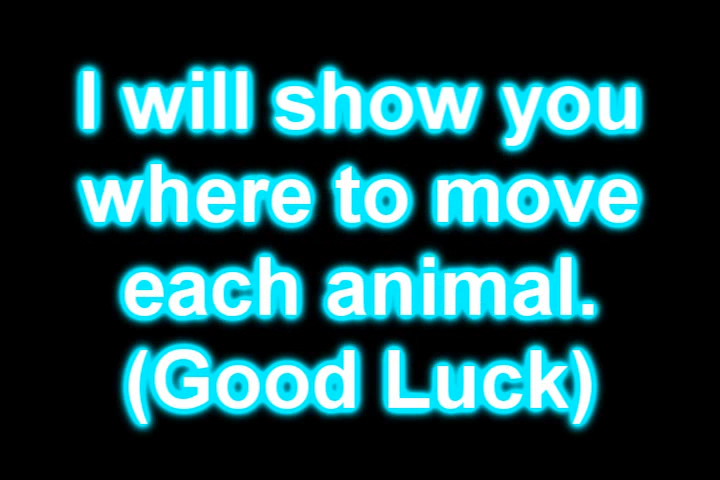 I will show you
where to move
each animal.
(Good Luck)